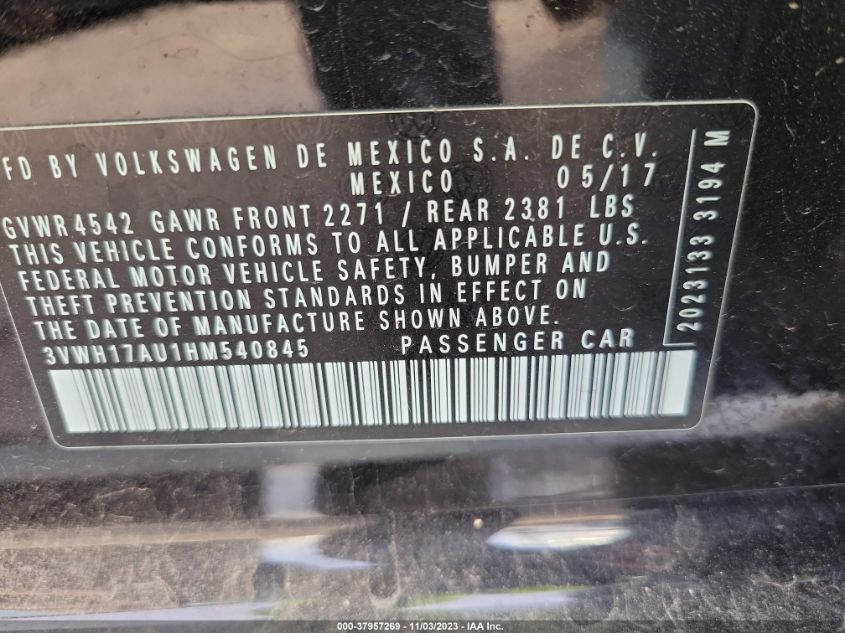 FD BY VOLKSWAGEN DE MEXICO S.A. DE C.V.
MEXICO 05/17
GVWR 4542 GAWR FRONT 2271 / REAR 2381 LBS
THIS VEHICLE CONFORMS TO ALL APPLICABLE U.S.
FEDERAL MOTOR VEHICLE SAFETY, BUMPER AND
THEFT PREVENTION STANDARDS IN EFFECT ON
THE DATE OF MANUFACTURE SHOWN ABOVE.
3VWH17AU1HM540845 PASSENGER CAR
2023133 3194 M
000-37957269 - 11/03/2023 - IAA Inc.